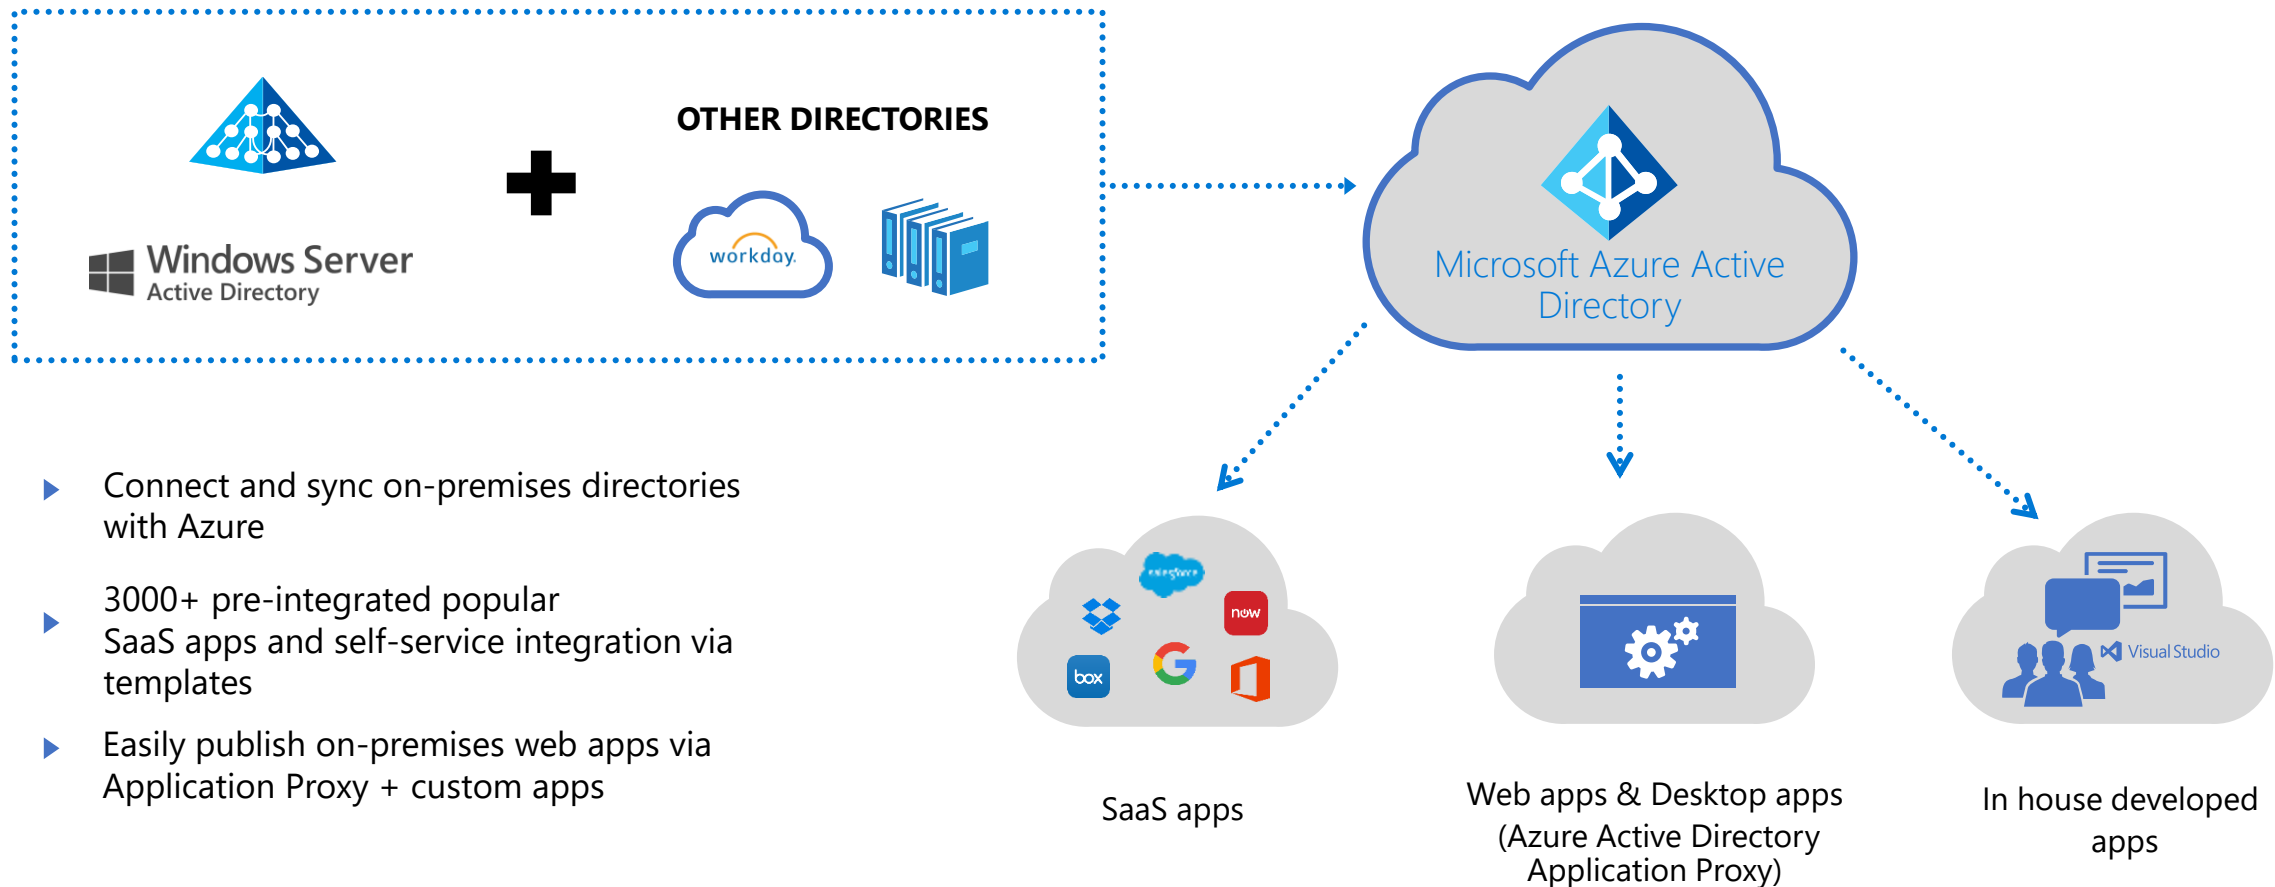 OTHER DIRECTORIES
Windows Server
Active Directory
workday.
Microsoft Azure Active
Directory
Connect and sync on-premises directories
with Azure
3000+ pre-integrated popular
SaaS apps and self-service integration via
templates
Easily publish on-premises web apps via
Application Proxy + custom apps
salesforce
now
box
SaaS apps
Web apps & Desktop apps
(Azure Active Directory
Application Proxy)
Visual Studio
In house developed
apps